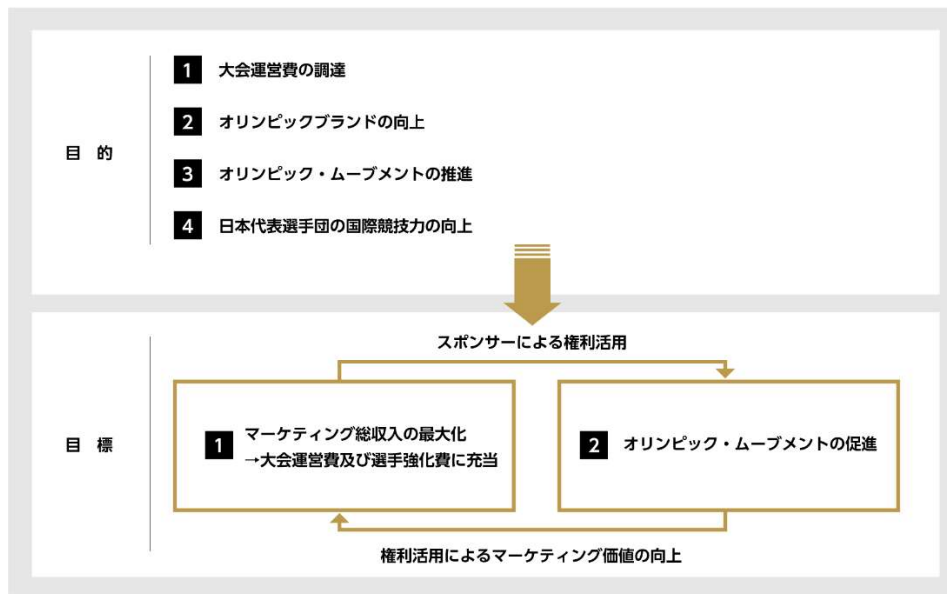 目 的
1 大会運営費の調達
2 オリンピックブランドの向上
3 オリンピック・ムーブメントの推進
4 日本代表選手団の国際競技力の向上
目 標
スポンサーによる権利活用
1 マーケティング総収入の最大化
→大会運営費及び選手強化費に充当
2 オリンピック・ムーブメントの促進
権利活用によるマーケティング価値の向上